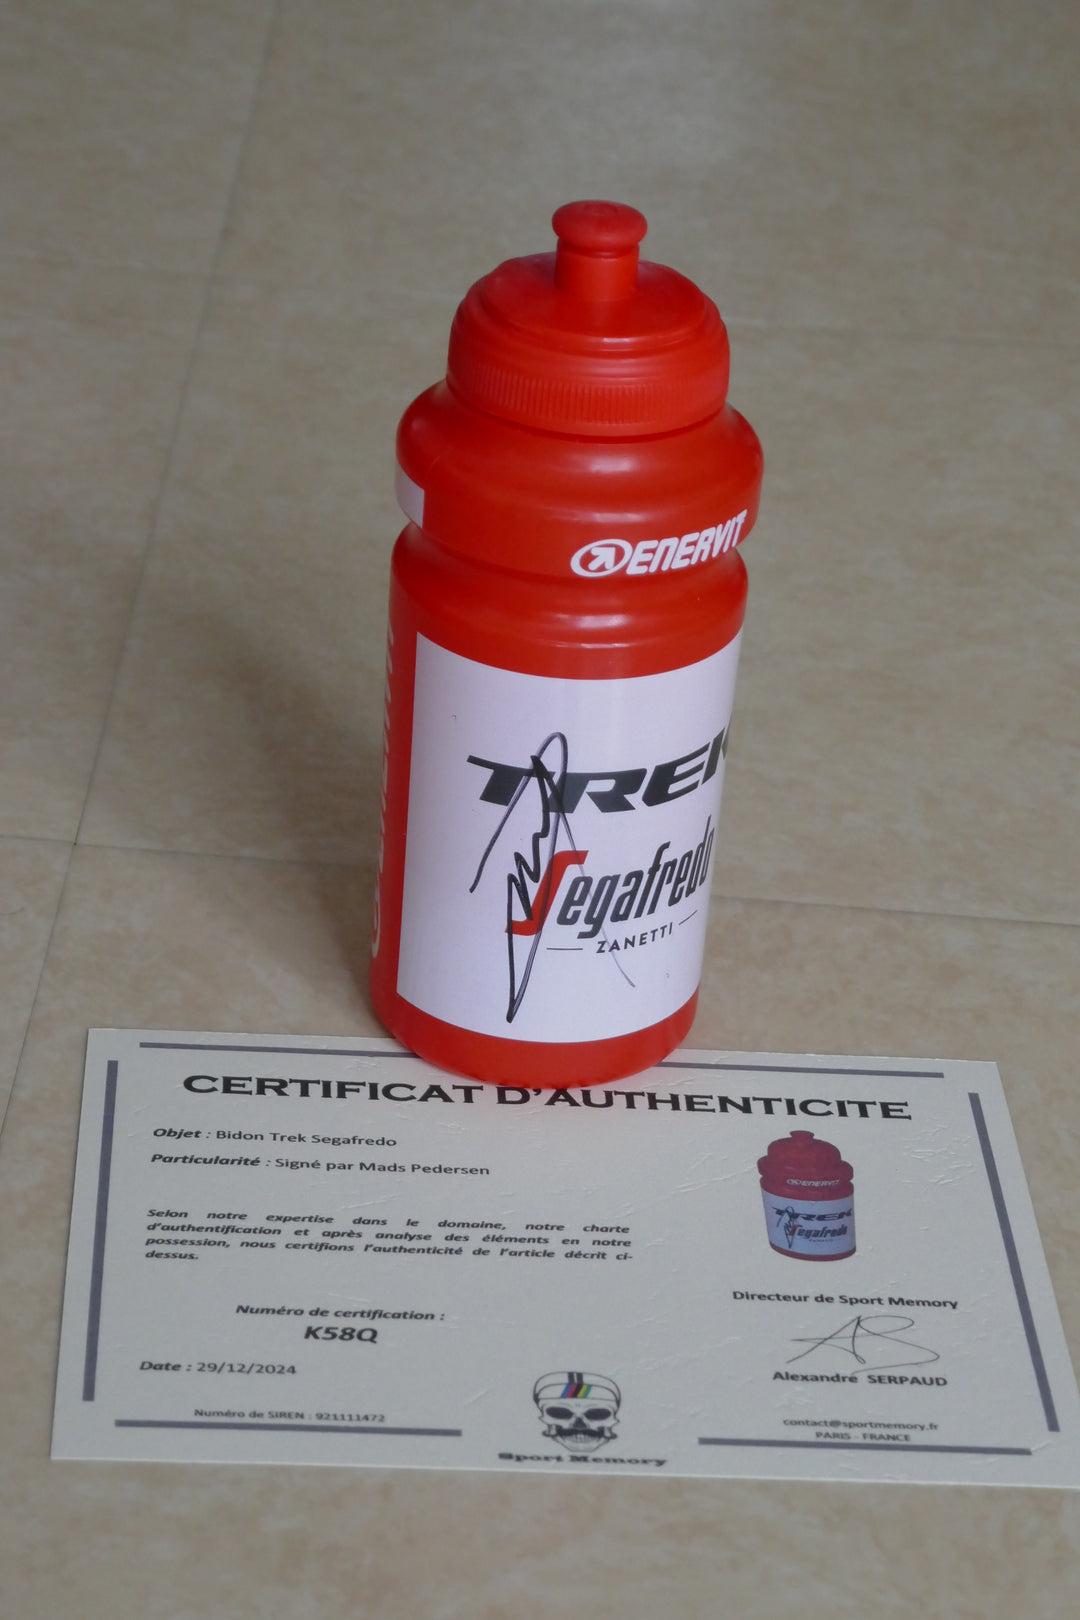 ENERVIT
TREK
Segafredo
ZANETTI
CERTIFICAT D'AUTHENTICITE
Objet : Bidon Trek Segafredo
Particularité : Signé par Mads Pedersen
Selon notre expertise dans le domaine, notre charte
d'authentification et après analyse des éléments en notre
possession, nous certifions l'authenticité de l'article décrit ci-
dessus.
Numéro de certification :
K58Q
Date : 29/12/2024
Numéro de SIREN : 921111472
Sport Memory
ENERVIT
TREK
Segafredo
Directeur de Sport Memory
Alexandre SERPAUD
contact@sportmemory.fr
PARIS - FRANCE